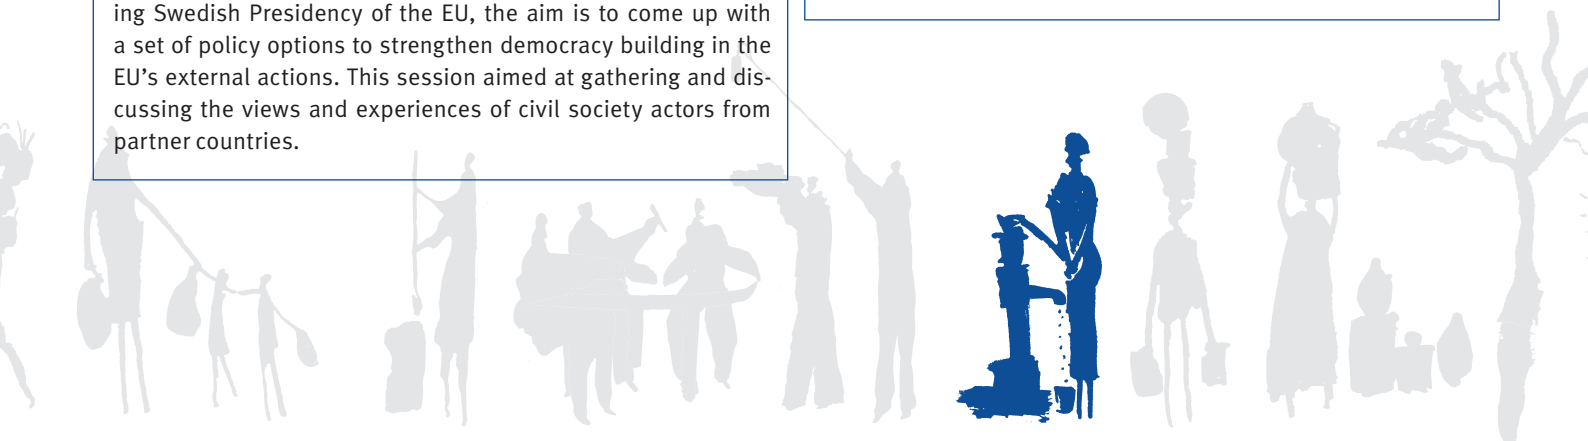 ing Swedish Presidency of the EU, the aim is to come up with
a set of policy options to strengthen democracy building in the
EU’s external actions. This session aimed at gathering and dis-
cussing the views and experiences of civil society actors from
partner countries.